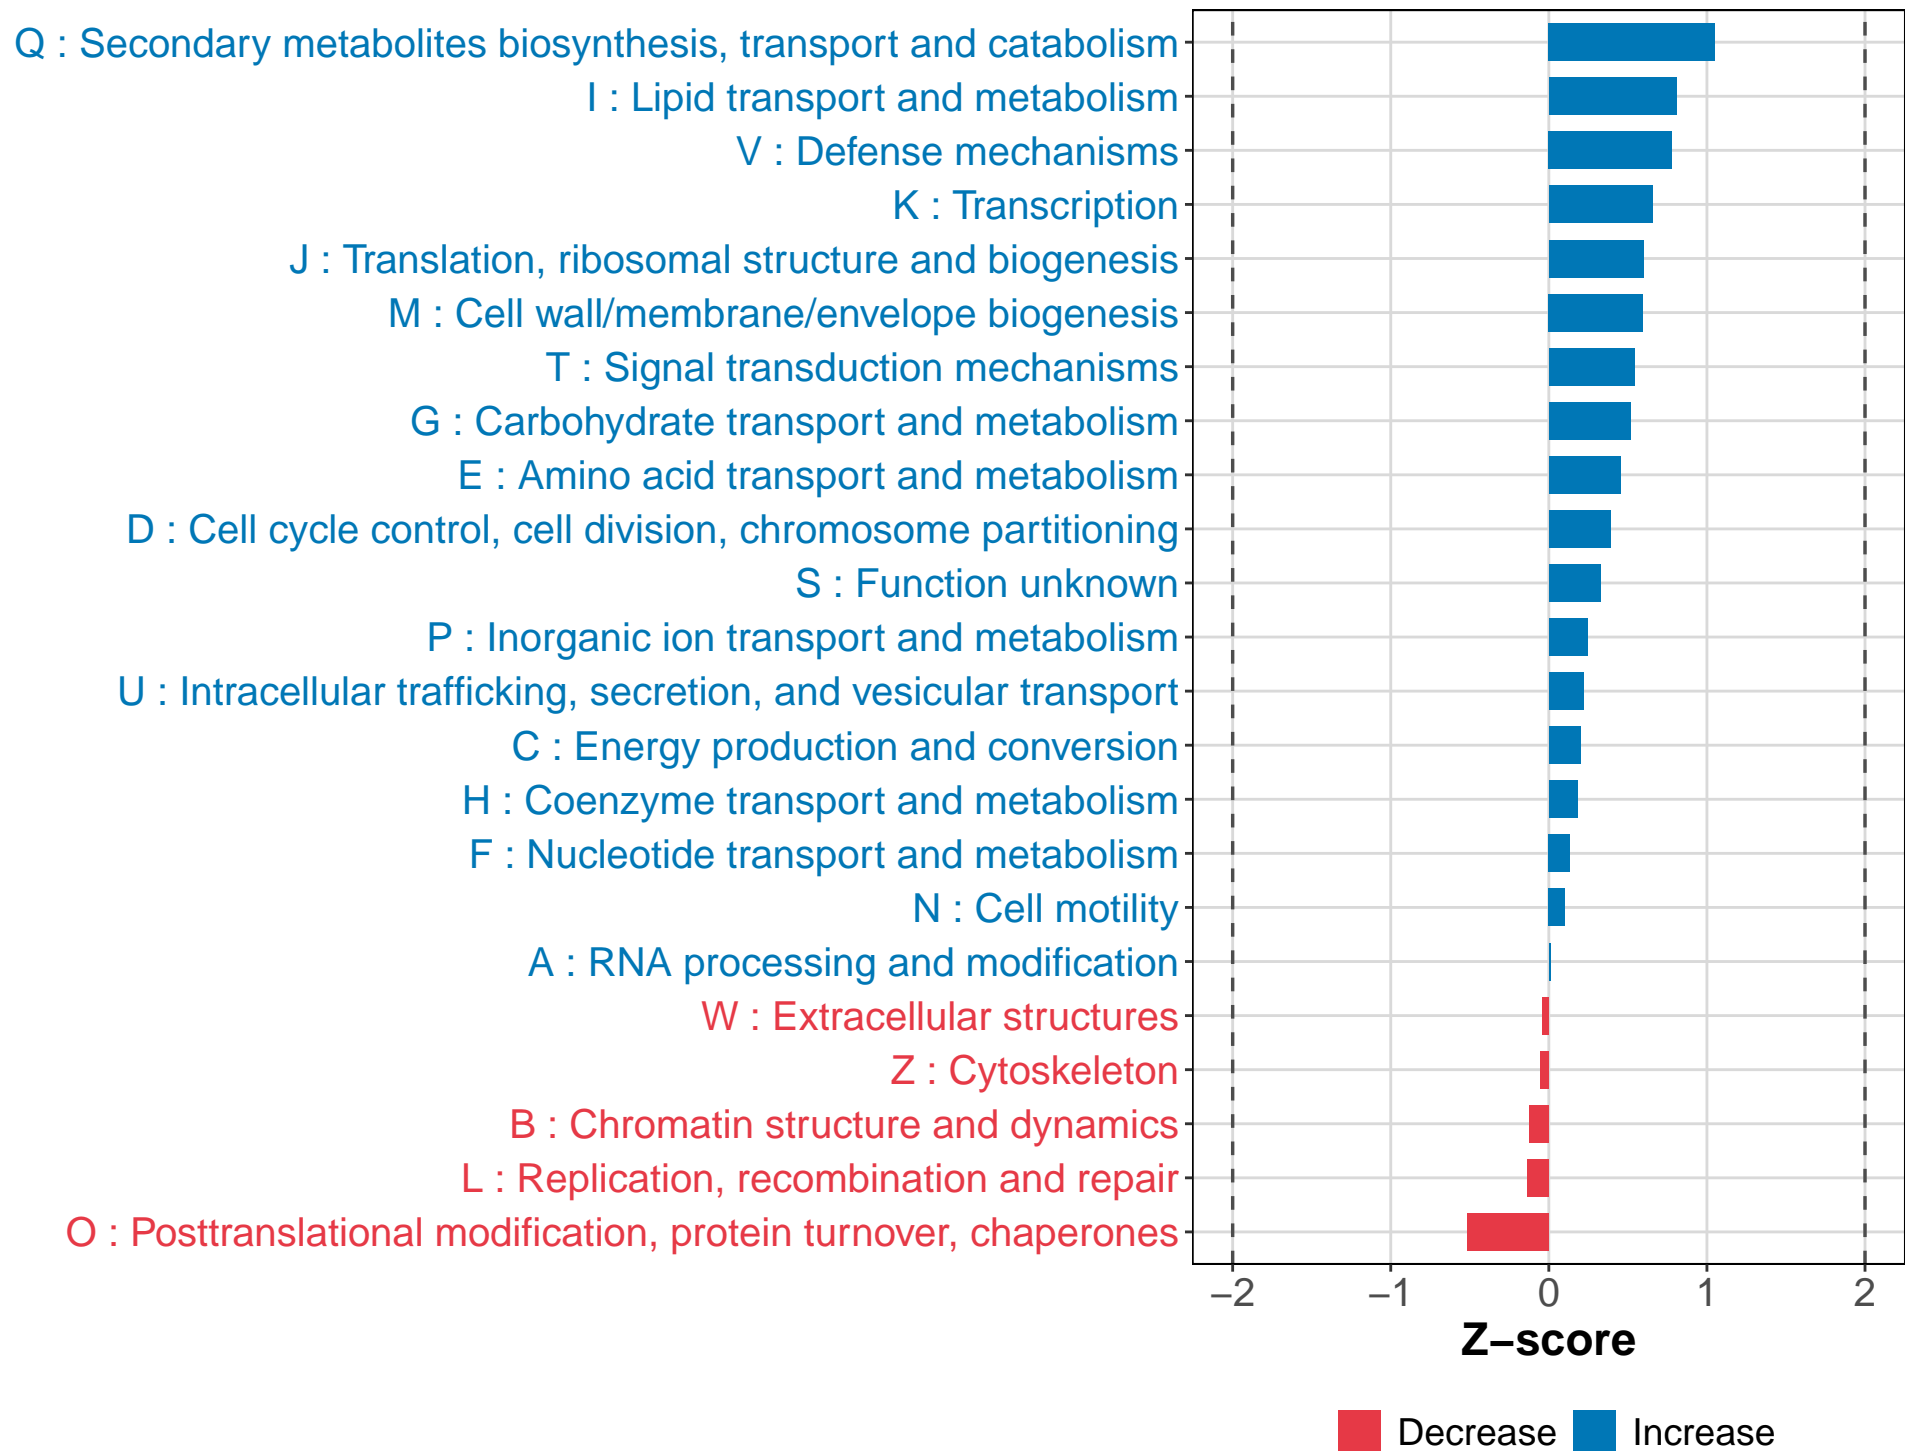 Q : Secondary metabolites biosynthesis, transport and catabolism
I : Lipid transport and metabolism
V : Defense mechanisms
K : Transcription
J : Translation, ribosomal structure and biogenesis
M : Cell wall/membrane/envelope biogenesis
T : Signal transduction mechanisms
G : Carbohydrate transport and metabolism
E : Amino acid transport and metabolism
D : Cell cycle control, cell division, chromosome partitioning
S : Function unknown
P : Inorganic ion transport and metabolism
U : Intracellular trafficking, secretion, and vesicular transport
C : Energy production and conversion
H : Coenzyme transport and metabolism
F : Nucleotide transport and metabolism
N : Cell motility
A : RNA processing and modification
W : Extracellular structures
Z : Cytoskeleton
B : Chromatin structure and dynamics
L : Replication, recombination and repair
O : Posttranslational modification, protein turnover, chaperones
−2 −1 0 1 2
Z−score
Decrease Increase